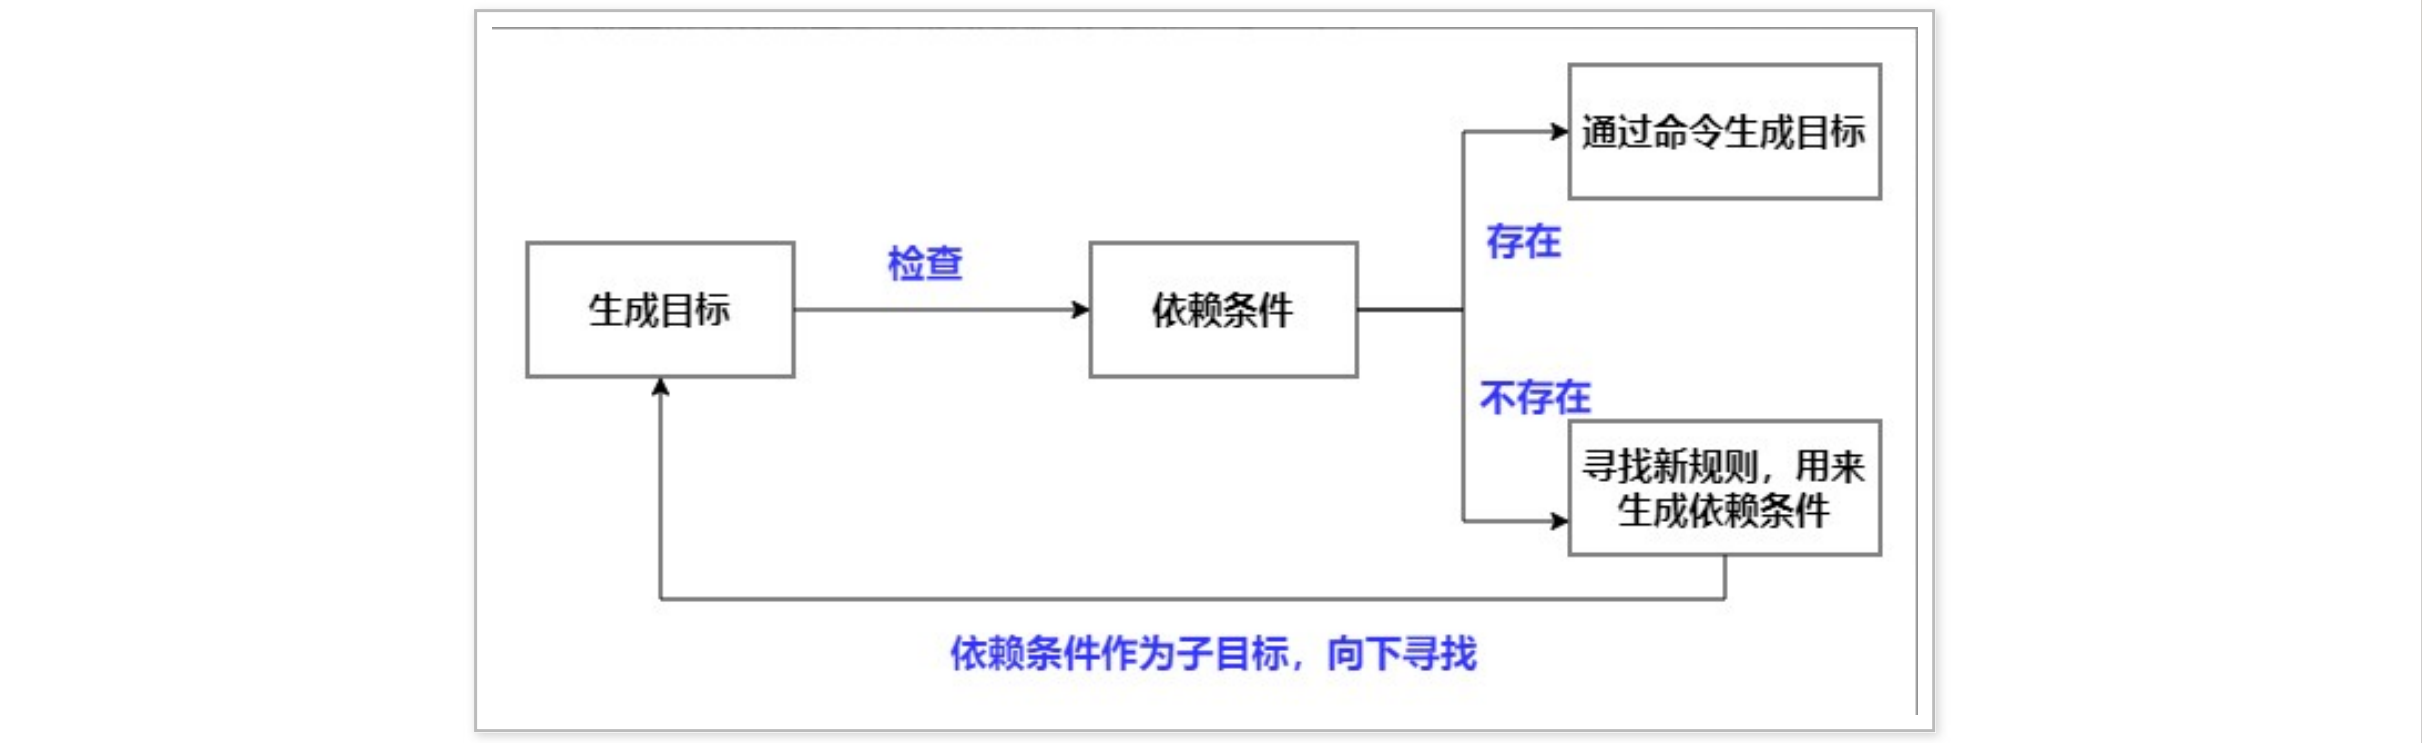 通过命令生成目标
存在
检查
生成目标
依赖条件
不存在
寻找新规则，用来
生成依赖条件
依赖条件作为子目标，向下寻找